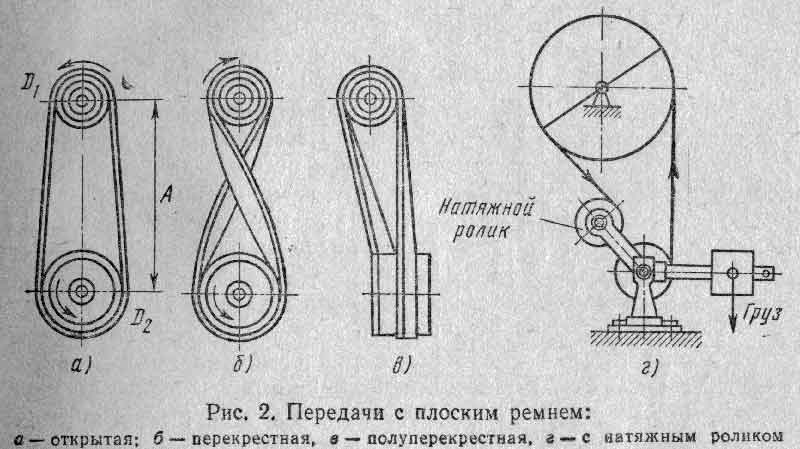 D₁
A
Натяжной
ролик
Груз
D₂
а)
б)
в)
г)
Рис. 2. Передачи с плоским ремнем:
а — открытая; б — перекрестная, в — полуперекрестная, г — с натяжным роликом